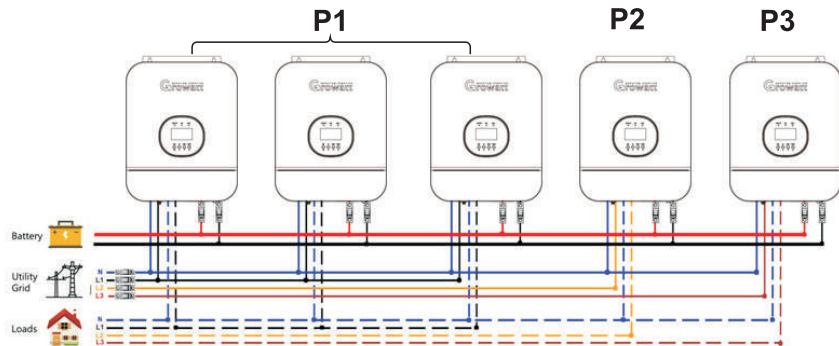 P1
P2
P3
Growatt
Growatt
Growatt
Growatt
Growatt
Battery
Utility
Grid
N
L1
L2
L3
Loads
N
L1
L2
L3